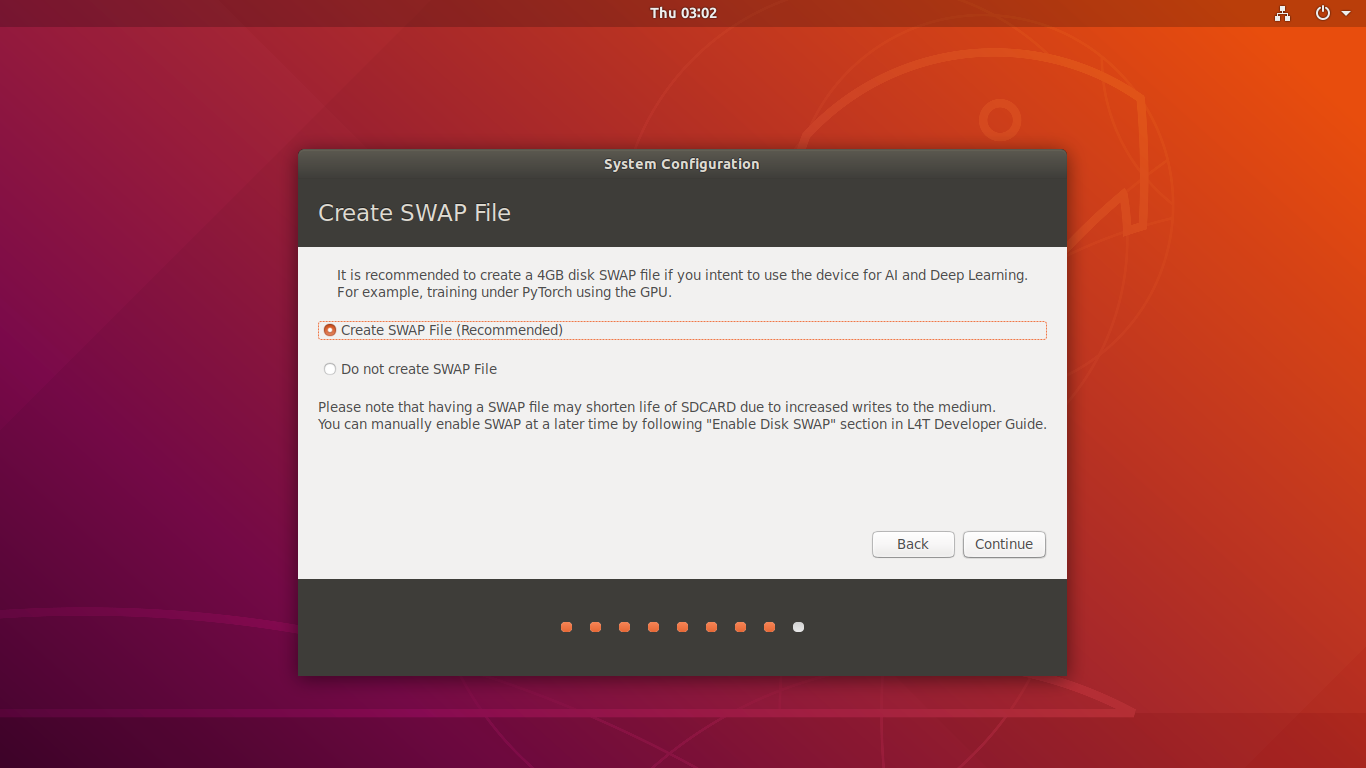 Thu 03:02
System Configuration
Create SWAP File
It is recommended to create a 4GB disk SWAP file if you intent to use the device for AI and Deep Learning.
For example, training under PyTorch using the GPU.
Create SWAP File (Recommended)
Do not create SWAP File
Please note that having a SWAP file may shorten life of SDCARD due to increased writes to the medium.
You can manually enable SWAP at a later time by following "Enable Disk SWAP" section in L4T Developer Guide.
Back
Continue